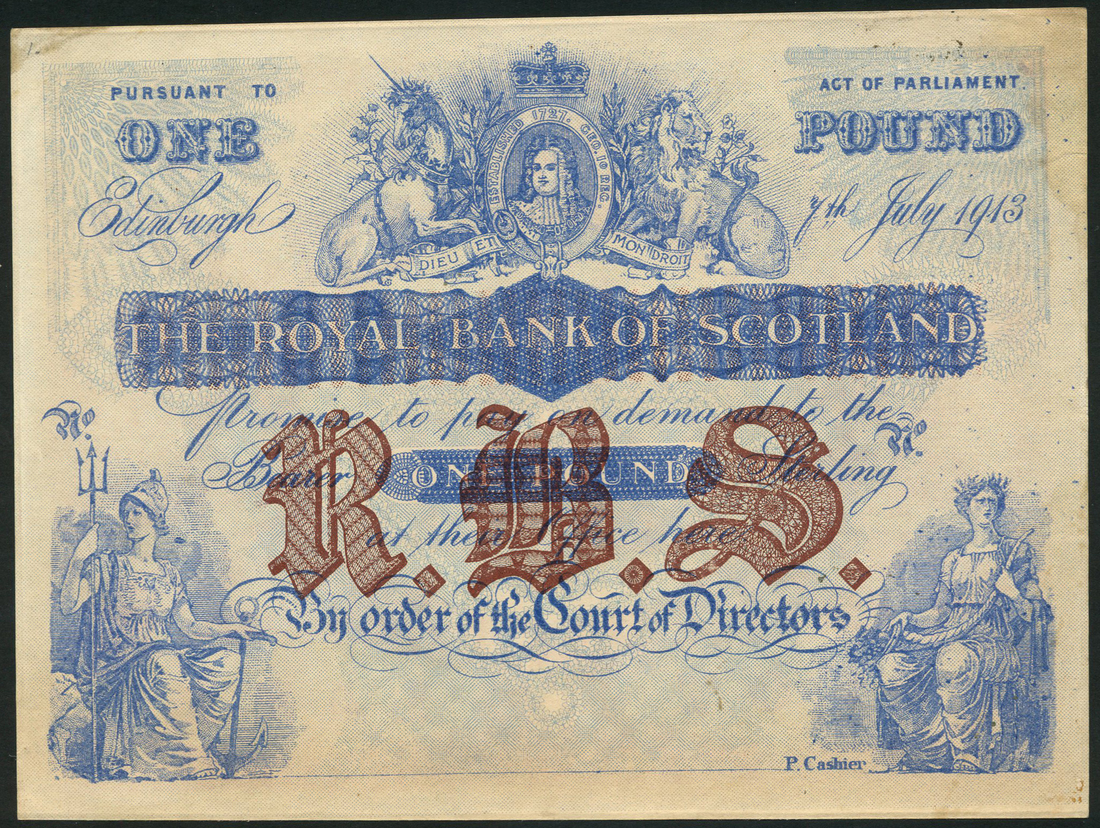 PURSUANT TO
ACT OF PARLIAMENT.
ONE
POUND
ESTABLISHED 1727. GEO. 10 REG.
Edinburgh
7th July 1913
DIEU ET
MON DROIT
THE ROYAL BANK OF SCOTLAND
promise to pay on demand to the
No.
No.
Bearer ONE POUND Sterling
at their Office here
R.B.S.
By order of the Court of Directors
P. Cashier